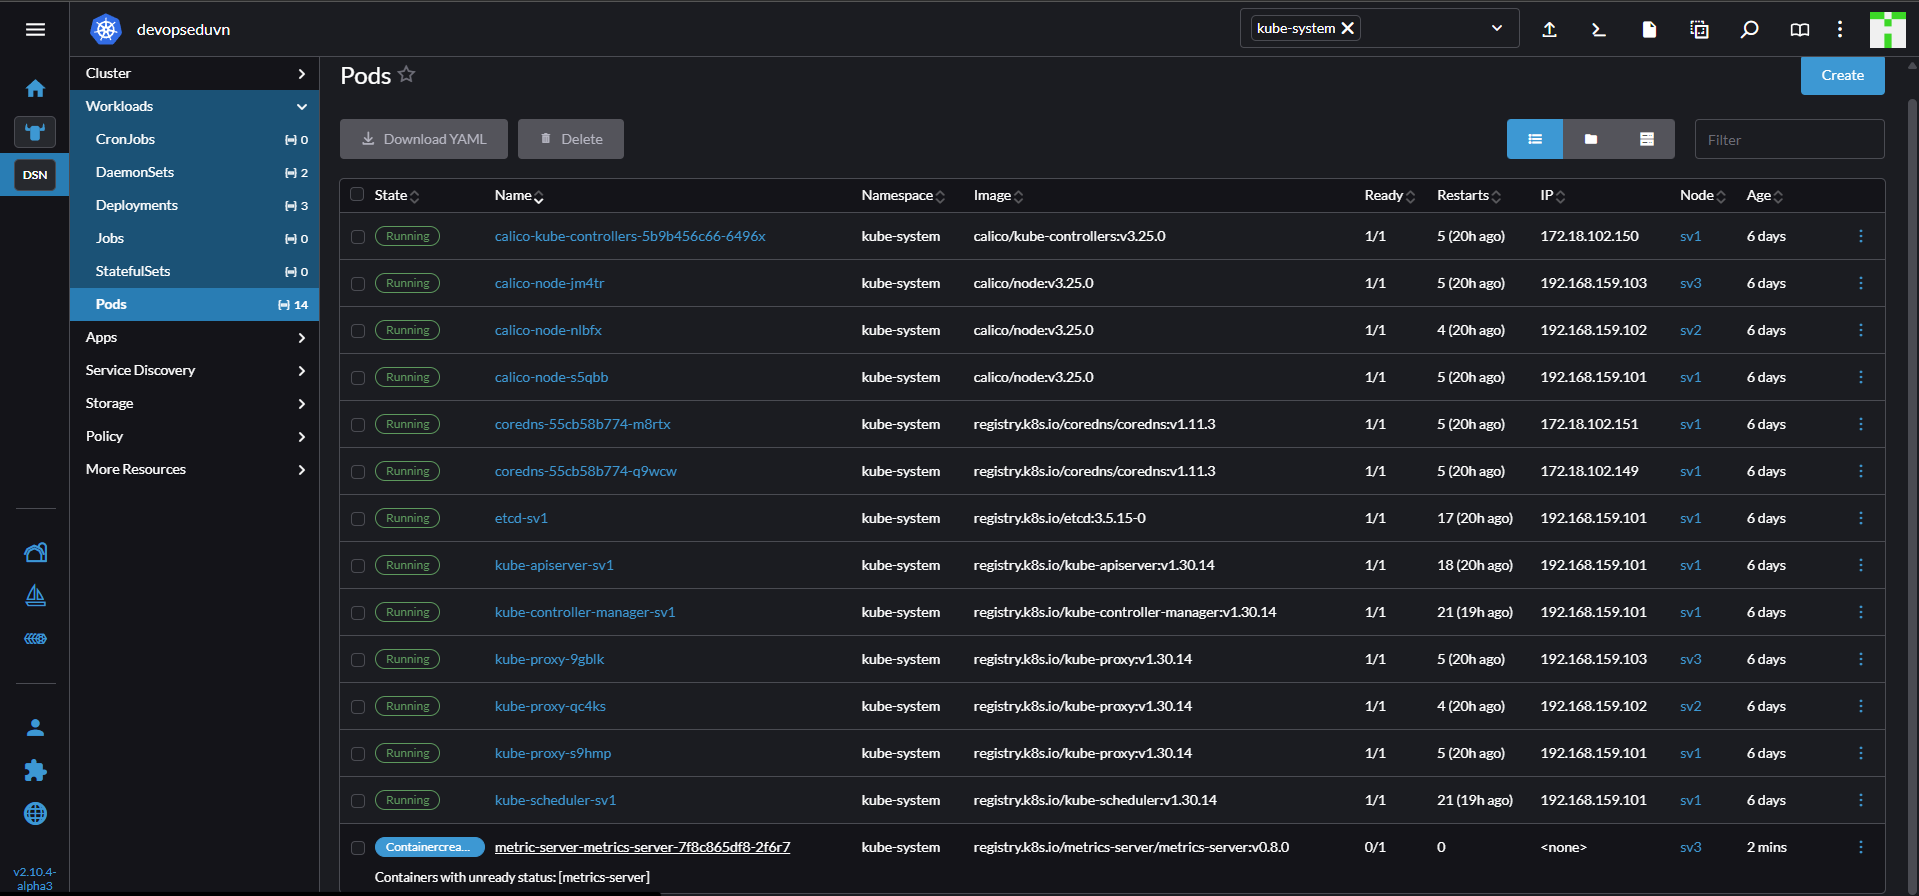 devopseduvn
kube-system
DSN
v2.10.4-
alpha3
Cluster
Workloads
CronJobs 0
DaemonSets 2
Deployments 3
Jobs 0
StatefulSets 0
Pods 14
Apps
Service Discovery
Storage
Policy
More Resources
Pods
Create
Download YAML
Delete
Filter
State Name Namespace Image Ready Restarts IP Node Age
Running calico-kube-controllers-5b9b456c66-6496x kube-system calico/kube-controllers:v3.25.0 1/1 5 (20h ago) 172.18.102.150 sv1 6 days
Running calico-node-jm4tr kube-system calico/node:v3.25.0 1/1 5 (20h ago) 192.168.159.103 sv3 6 days
Running calico-node-nlbfx kube-system calico/node:v3.25.0 1/1 4 (20h ago) 192.168.159.102 sv2 6 days
Running calico-node-s5qbb kube-system calico/node:v3.25.0 1/1 5 (20h ago) 192.168.159.101 sv1 6 days
Running coredns-55cb58b774-m8rtx kube-system registry.k8s.io/coredns/coredns:v1.11.3 1/1 5 (20h ago) 172.18.102.151 sv1 6 days
Running coredns-55cb58b774-q9wcw kube-system registry.k8s.io/coredns/coredns:v1.11.3 1/1 5 (20h ago) 172.18.102.149 sv1 6 days
Running etcd-sv1 kube-system registry.k8s.io/etcd:3.5.15-0 1/1 17 (20h ago) 192.168.159.101 sv1 6 days
Running kube-apiserver-sv1 kube-system registry.k8s.io/kube-apiserver:v1.30.14 1/1 18 (20h ago) 192.168.159.101 sv1 6 days
Running kube-controller-manager-sv1 kube-system registry.k8s.io/kube-controller-manager:v1.30.14 1/1 21 (19h ago) 192.168.159.101 sv1 6 days
Running kube-proxy-9gblk kube-system registry.k8s.io/kube-proxy:v1.30.14 1/1 5 (20h ago) 192.168.159.103 sv3 6 days
Running kube-proxy-qc4ks kube-system registry.k8s.io/kube-proxy:v1.30.14 1/1 4 (20h ago) 192.168.159.102 sv2 6 days
Running kube-proxy-s9hmp kube-system registry.k8s.io/kube-proxy:v1.30.14 1/1 5 (20h ago) 192.168.159.101 sv1 6 days
Running kube-scheduler-sv1 kube-system registry.k8s.io/kube-scheduler:v1.30.14 1/1 21 (19h ago) 192.168.159.101 sv1 6 days
Containercrea... metric-server-metrics-server-7f8c865df8-2f6r7 kube-system registry.k8s.io/metrics-server/metrics-server:v0.8.0 0/1 0 <none> sv3 2 mins
Containers with unready status: [metrics-server]